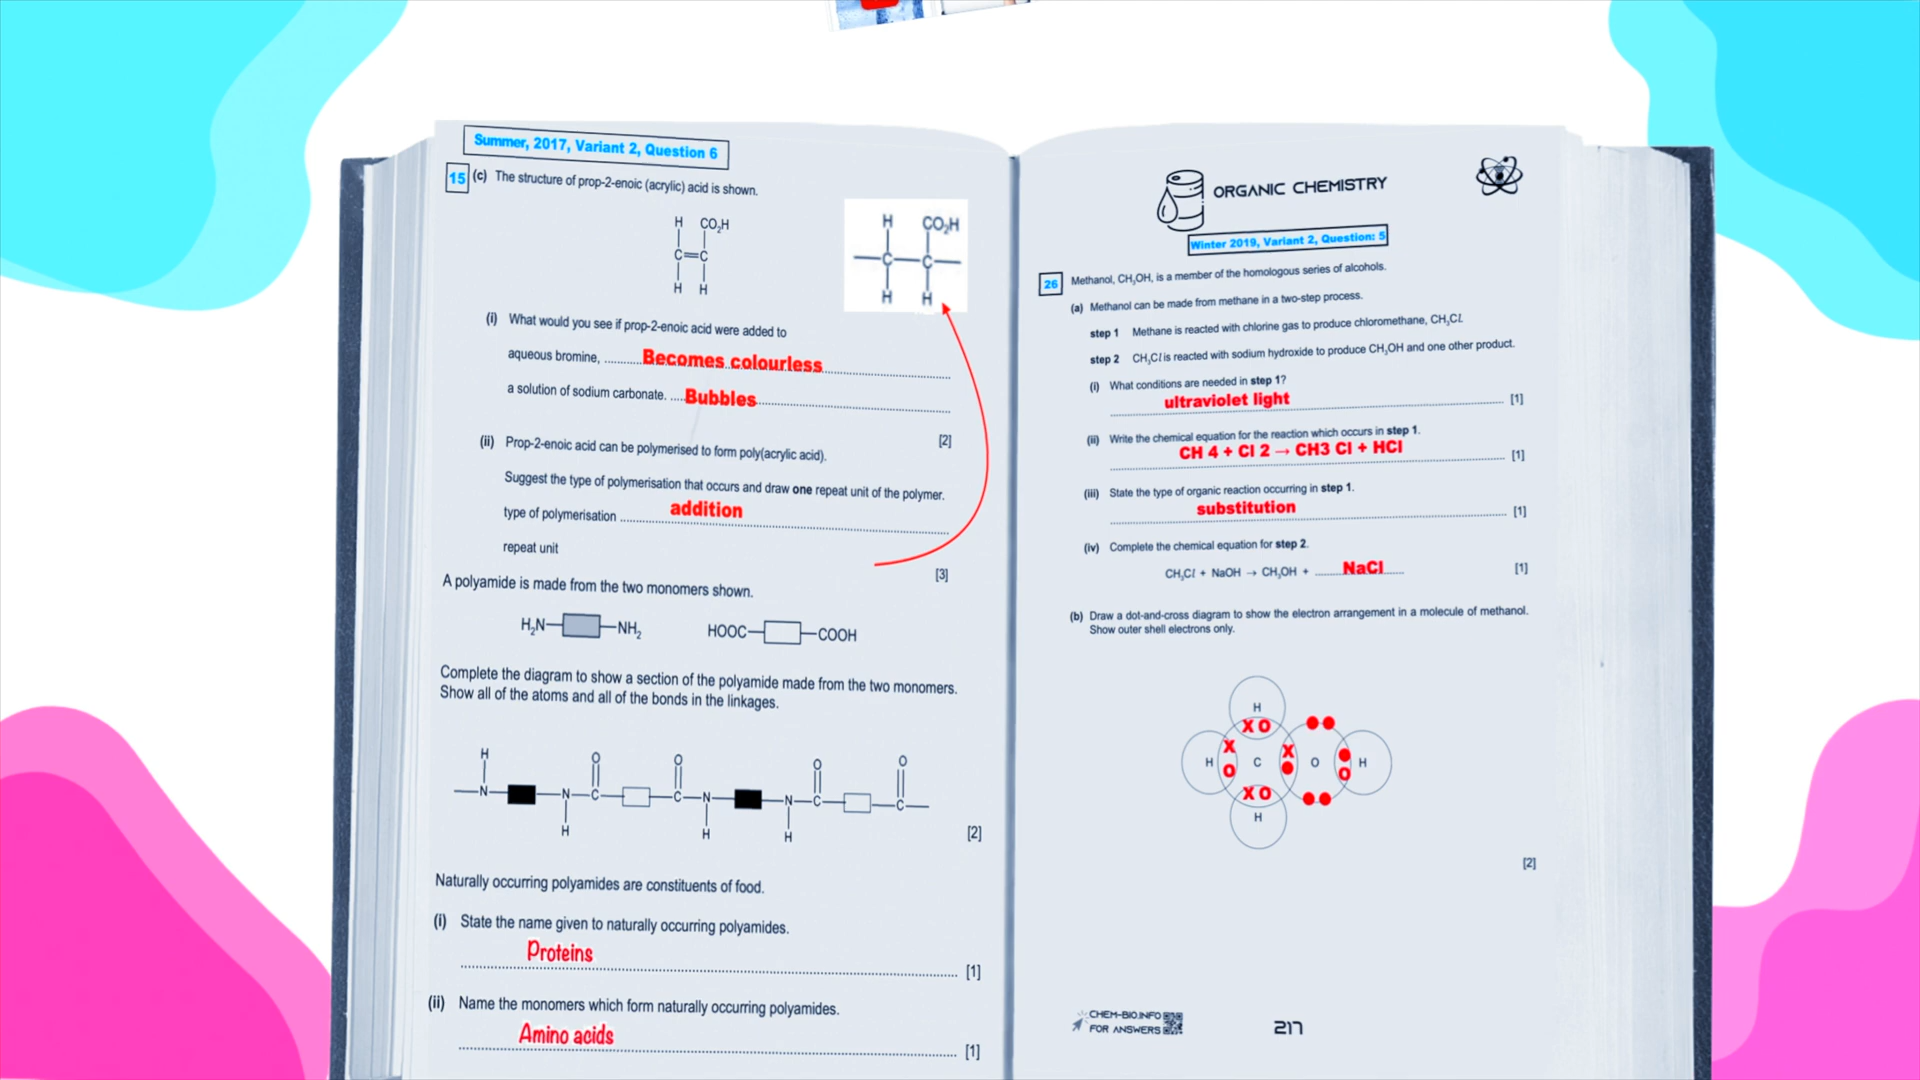 Summer, 2017, Variant 2, Question 6
15 (c) The structure of prop-2-enoic (acrylic) acid is shown.
H CO₂H
C=C
H H
H CO₂H
C C
H H
(i) What would you see if prop-2-enoic acid were added to
aqueous bromine, Becomes colourless
a solution of sodium carbonate. Bubbles
[2]
(ii) Prop-2-enoic acid can be polymerised to form poly(acrylic acid).
Suggest the type of polymerisation that occurs and draw one repeat unit of the polymer.
type of polymerisation addition
repeat unit
[3]
A polyamide is made from the two monomers shown.
H₂N NH₂ HOOC COOH
Complete the diagram to show a section of the polyamide made from the two monomers.
Show all of the atoms and all of the bonds in the linkages.
H O O O O
N N C C N N C C
H H H
[2]
Naturally occurring polyamides are constituents of food.
(i) State the name given to naturally occurring polyamides.
Proteins
[1]
(ii) Name the monomers which form naturally occurring polyamides.
Amino acids
[1]
ORGANIC CHEMISTRY
Winter 2019, Variant 2, Question: 5
26 Methanol, CH₃OH, is a member of the homologous series of alcohols.
(a) Methanol can be made from methane in a two-step process.
step 1 Methane is reacted with chlorine gas to produce chloromethane, CH₃Cl.
step 2 CH₃Cl is reacted with sodium hydroxide to produce CH₃OH and one other product.
(i) What conditions are needed in step 1?
ultraviolet light [1]
(ii) Write the chemical equation for the reaction which occurs in step 1.
CH 4 + Cl 2 → CH3 Cl + HCl [1]
(iii) State the type of organic reaction occurring in step 1.
substitution [1]
(iv) Complete the chemical equation for step 2.
CH₃Cl + NaOH → CH₃OH + NaCl [1]
(b) Draw a dot-and-cross diagram to show the electron arrangement in a molecule of methanol.
Show outer shell electrons only.
H
X O
X X
H C O H
O O
X O
H
[2]
CHEM-BIO.INFO
FOR ANSWERS
217